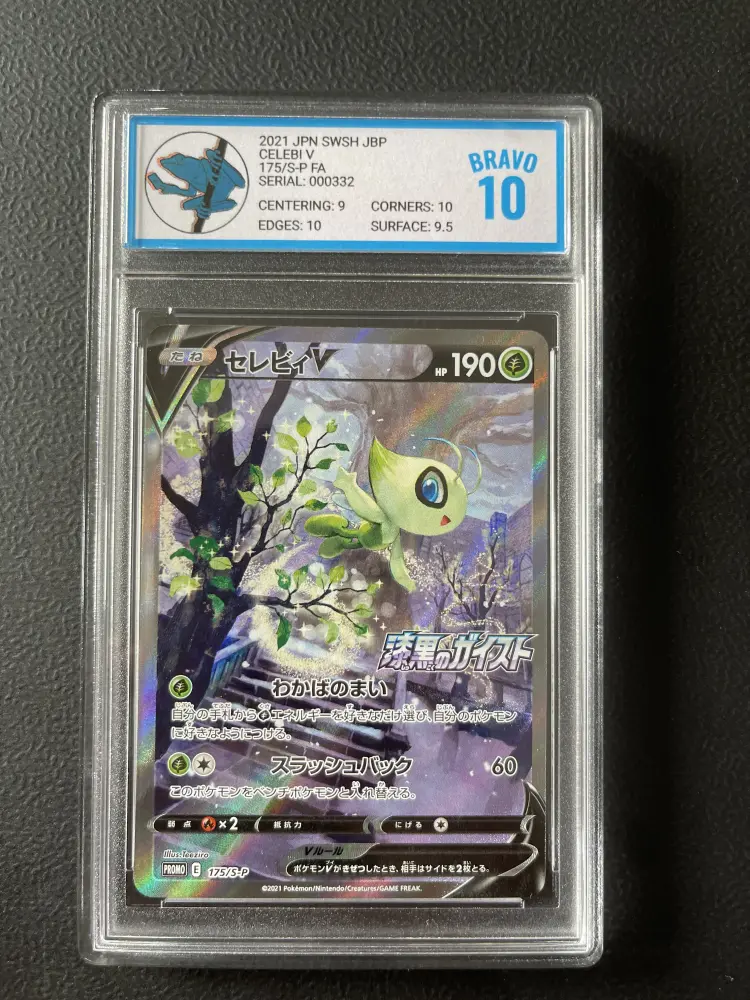 2021 JPN SWSH JBP
CELEBI V
175/S-P FA
SERIAL: 000332
CENTERING: 9 CORNERS: 10
EDGES: 10 SURFACE: 9.5
BRAVO
10
たね セレビィV HP 190
漆黒のガイスト
わかばのまい
自分の手札からエネルギーを好きなだけ選び、自分のポケモン
に好きなようにつける。
スラッシュバック 60
このポケモンをベンチポケモンと入れ替える。
弱点 ×2 抵抗力 にげる
Illus. Teeziro
Vルール
ポケモンVがきぜつしたとき、相手はサイドを2枚とる。
PROMO E 175/S-P
©2021 Pokémon/Nintendo/Creatures/GAME FREAK.